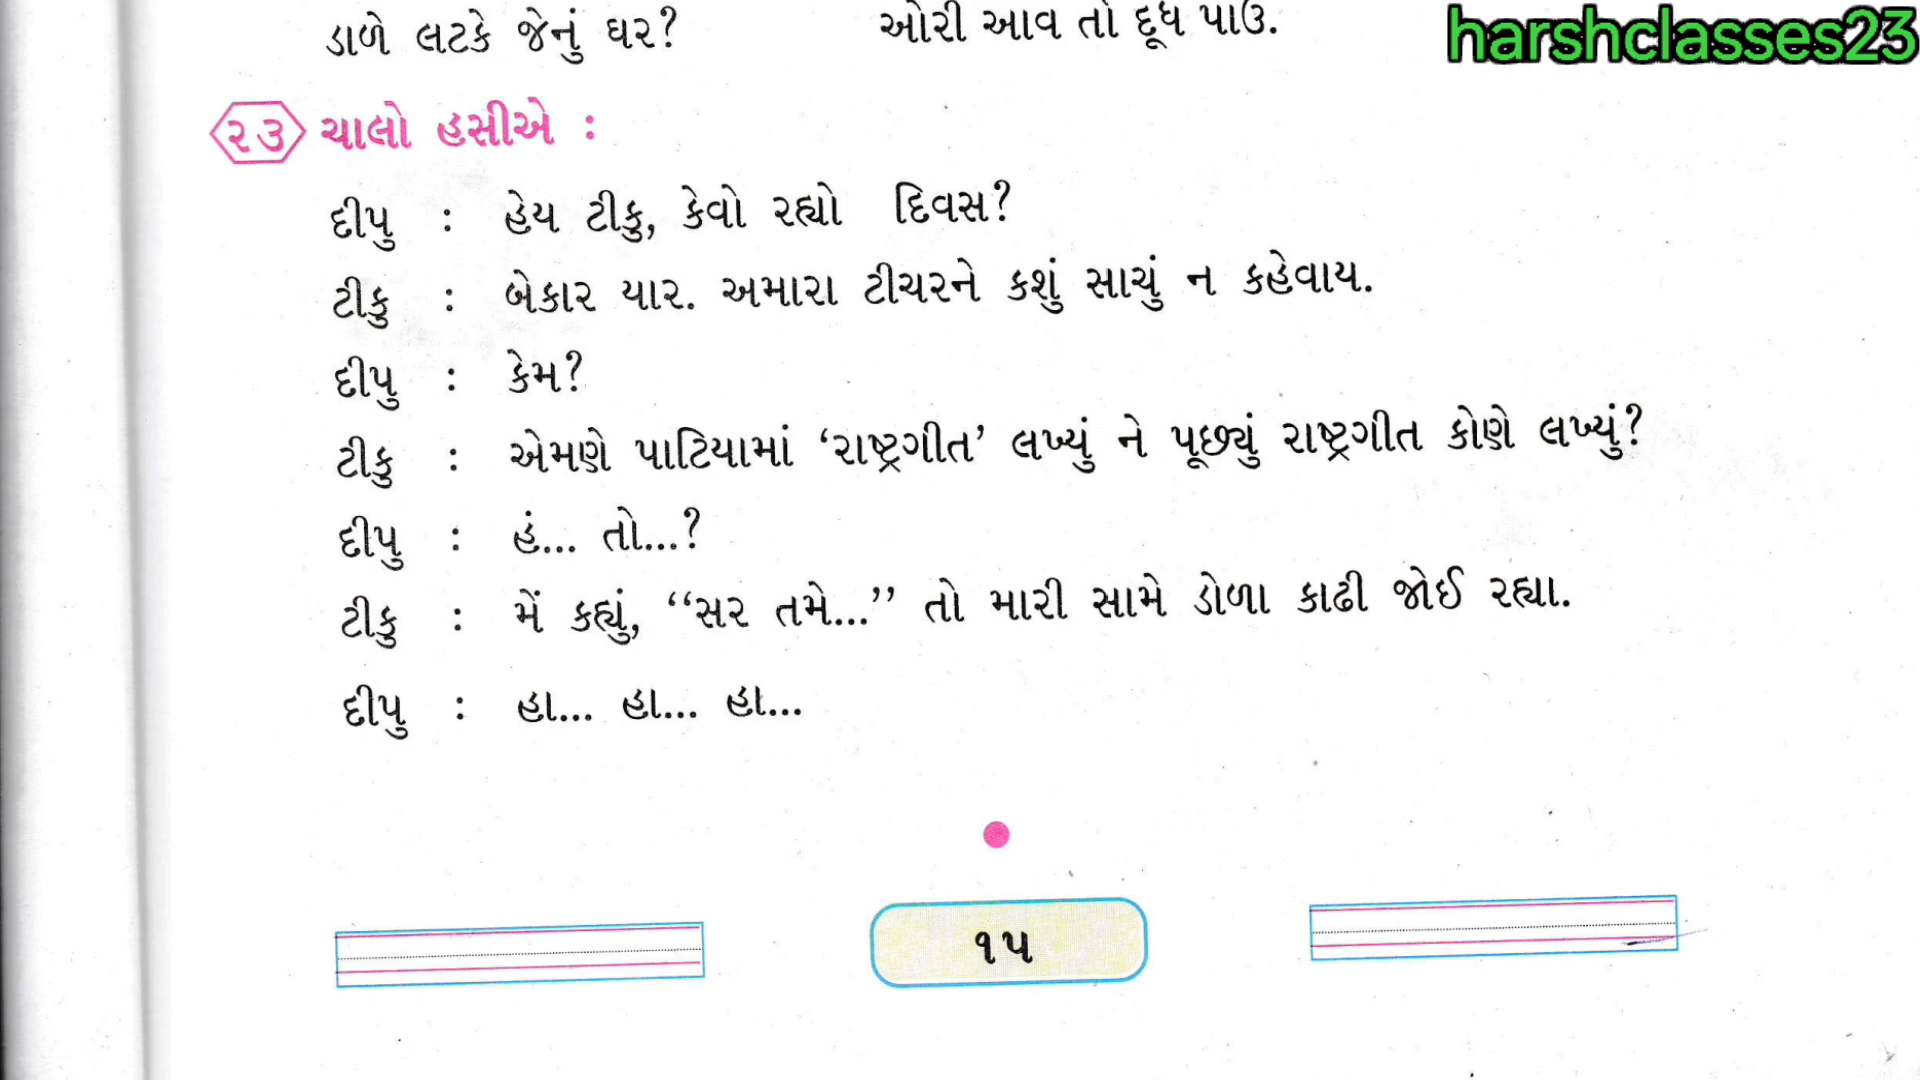 ડાળે લટકે જેનું ઘર? ઓરી આવ તો દૂધ પાઉ.
harshclasses23
૨૩ ચાલો હસીએ :
દીપુ : હેય ટીકુ, કેવો રહ્યો દિવસ?
ટીકુ : બેકાર યાર. અમારા ટીચરને કશું સાચું ન કહેવાય.
દીપુ : કેમ?
ટીકુ : એમણે પાટિયામાં ‘રાષ્ટ્રગીત’ લખ્યું ને પૂછ્યું રાષ્ટ્રગીત કોણે લખ્યું?
દીપુ : હં... તો...?
ટીકુ : મેં કહ્યું, “સર તમે...” તો મારી સામે ડોળા કાઢી જોઈ રહ્યા.
દીપુ : હા... હા... હા...
૧૫